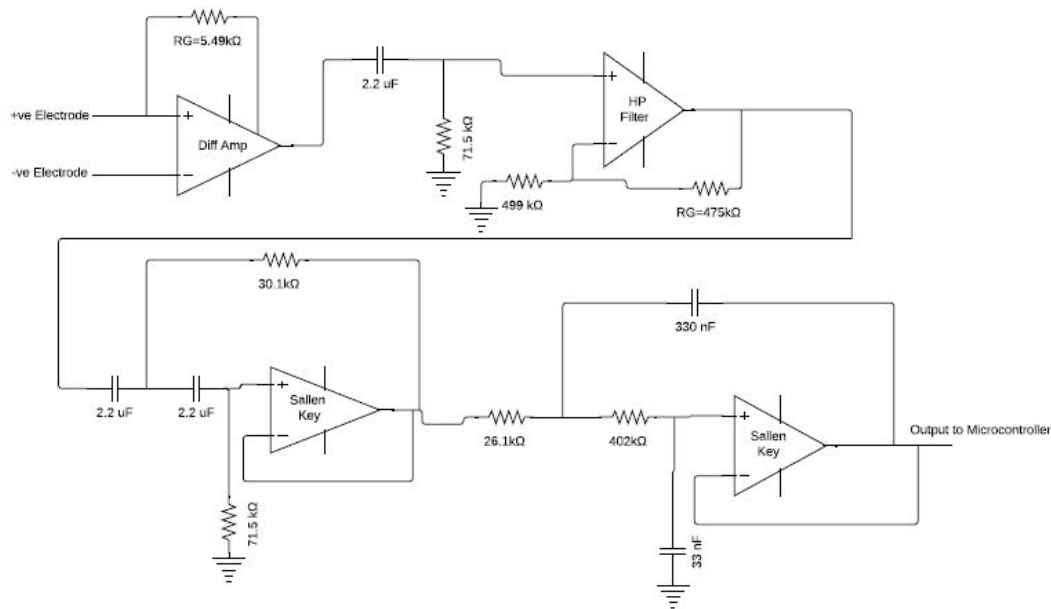 RG=5.49kΩ
+ve Electrode
-ve Electrode
+
-
Diff Amp
2.2 uF
71.5 kΩ
+
-
HP
Filter
499 kΩ
RG=475kΩ
30.1kΩ
2.2 uF
2.2 uF
+
-
Sallen
Key
71.5 kΩ
26.1kΩ
330 nF
402kΩ
+
-
Sallen
Key
33 nF
Output to Microcontroller